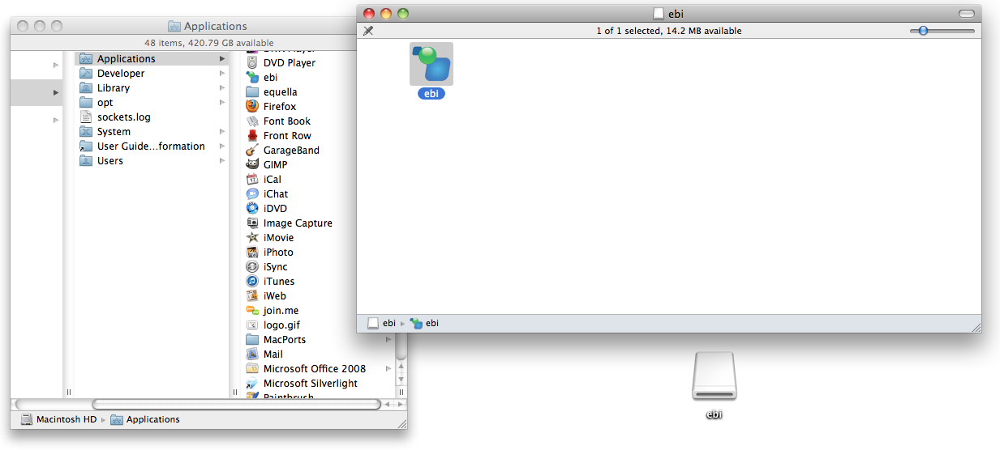 Applications
48 items, 420.79 GB available
Applications
Developer
Library
opt
sockets.log
System
User Guide...formation
Users
DVD Player
ebi
equella
Firefox
Font Book
Front Row
GarageBand
GIMP
iCal
iChat
iDVD
Image Capture
iMovie
iPhoto
iSync
iTunes
iWeb
join.me
logo.gif
MacPorts
Mail
Microsoft Office 2008
Microsoft Silverlight
Paintbrush
Macintosh HD
Applications
ebi
1 of 1 selected, 14.2 MB available
ebi
ebi
ebi
ebi